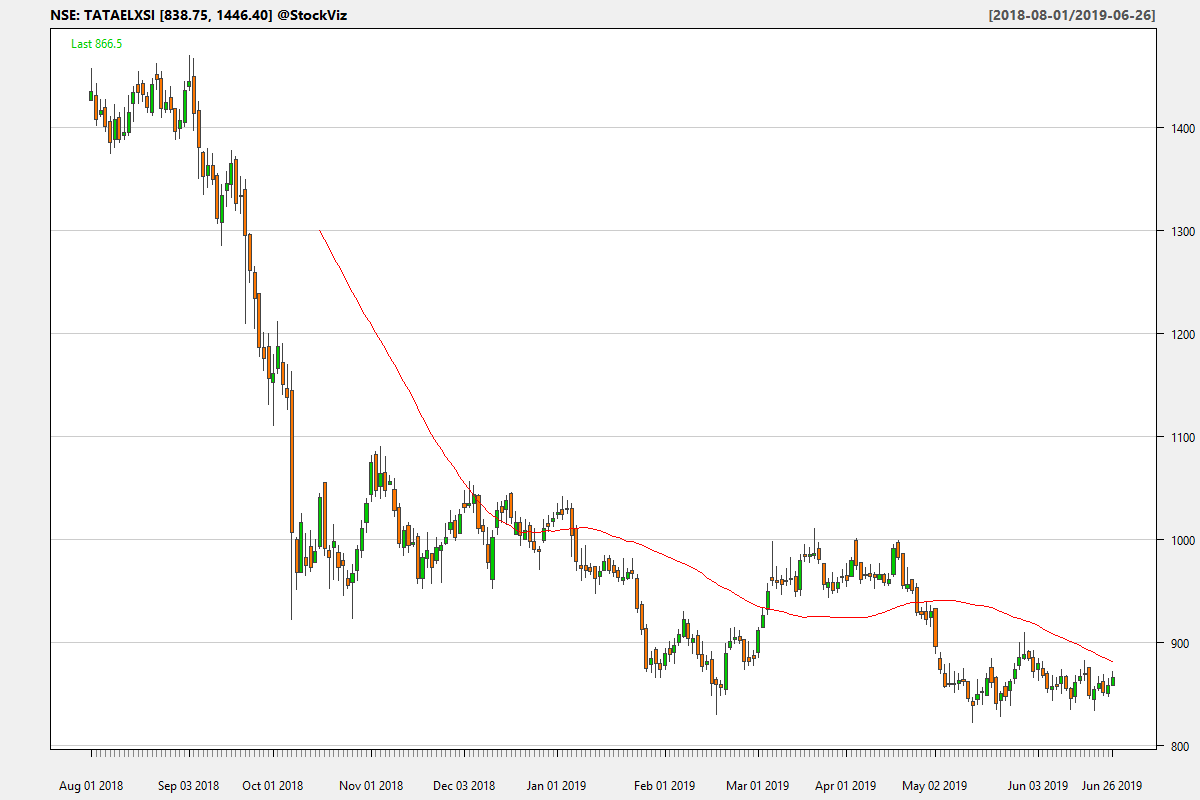 NSE: TATAELXSI [838.75, 1446.40] @StockViz
[2018-08-01/2019-06-26]
Last 866.5
1400
1300
1200
1100
1000
900
800
Aug 01 2018
Sep 03 2018
Oct 01 2018
Nov 01 2018
Dec 03 2018
Jan 01 2019
Feb 01 2019
Mar 01 2019
Apr 01 2019
May 02 2019
Jun 03 2019
Jun 26 2019